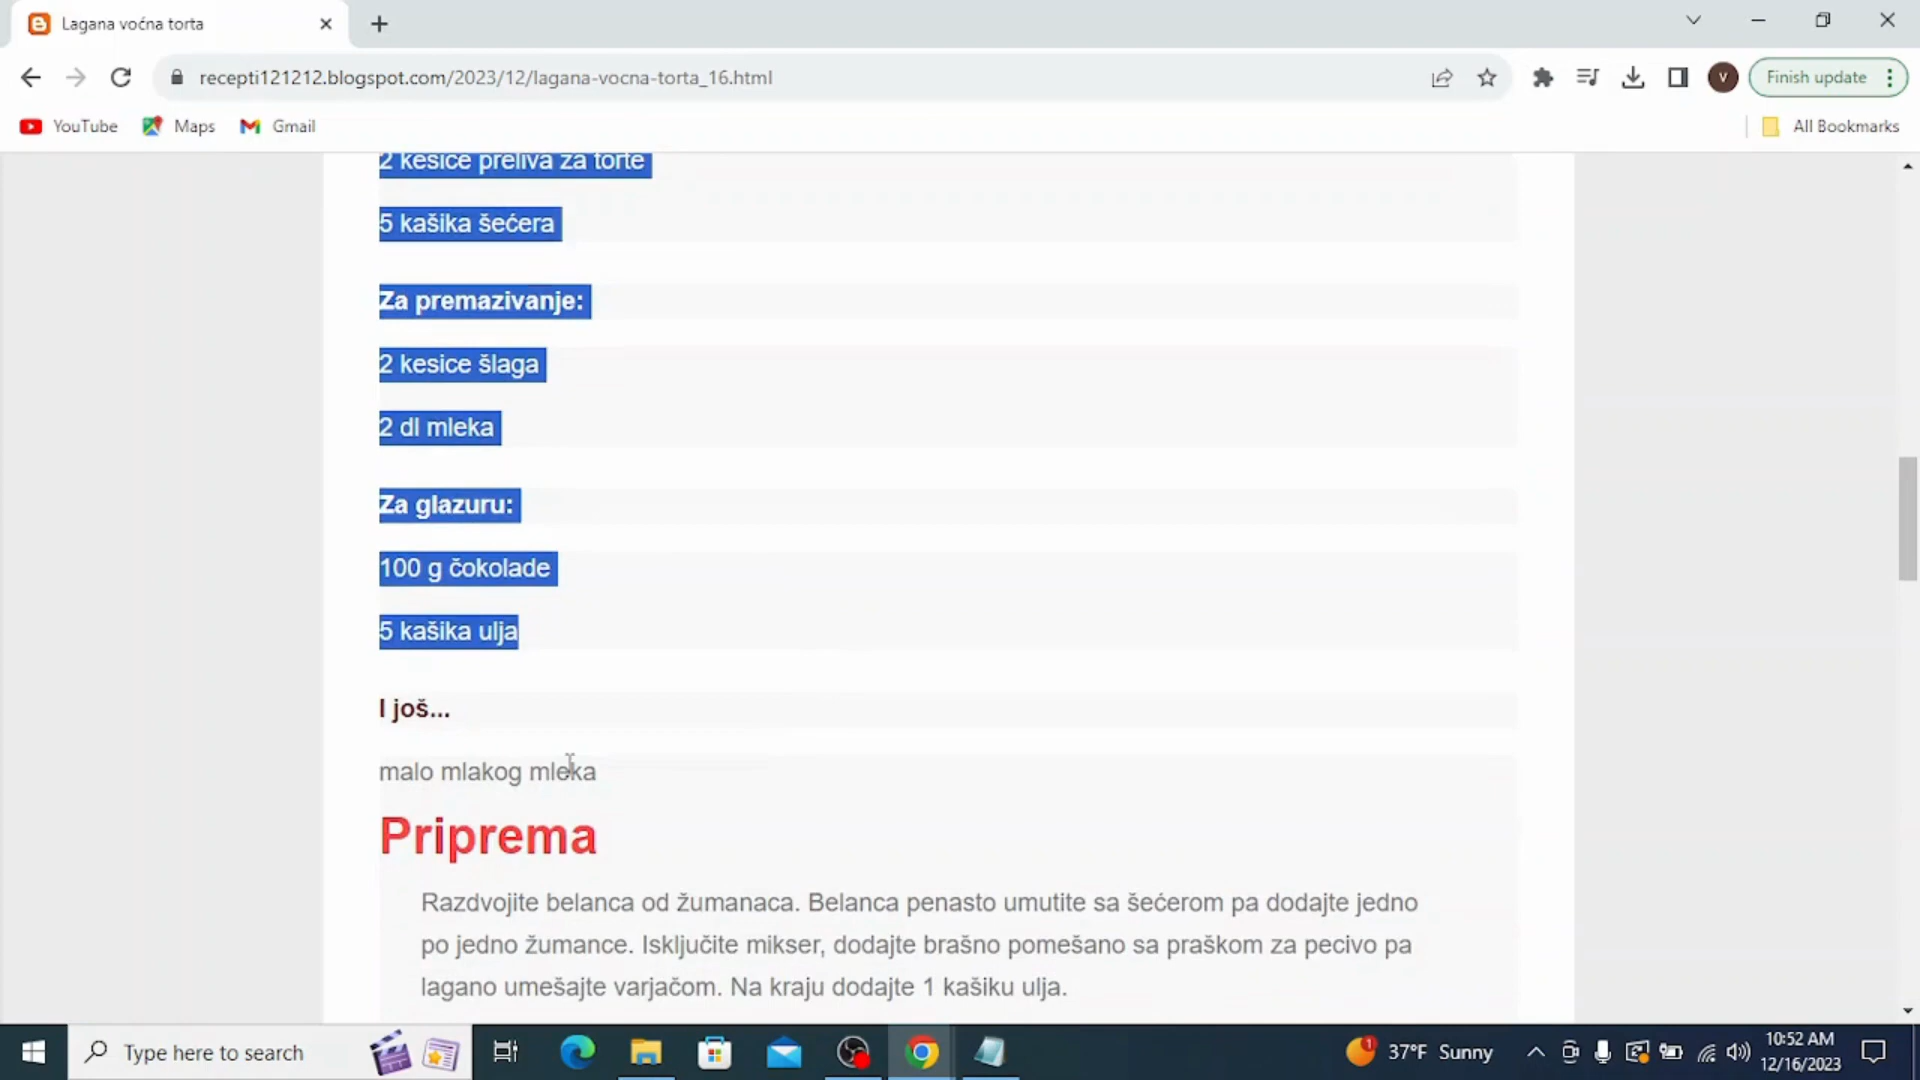 Lagana voćna torta
recepti121212.blogspot.com/2023/12/lagana-vocna-torta_16.html
V
Finish update
YouTube
Maps
Gmail
All Bookmarks
2 kesice preliva za torte
5 kašika šećera
Za premazivanje:
2 kesice šlaga
2 dl mleka
Za glazuru:
100 g čokolade
5 kašika ulja
I još...
malo mlakog mleka
Priprema
Razdvojite belanca od žumanaca. Belanca penasto umutite sa šećerom pa dodajte jedno
po jedno žumance. Isključite mikser, dodajte brašno pomešano sa praškom za pecivo pa
lagano umešajte varjačom. Na kraju dodajte 1 kašiku ulja.
Type here to search
1
37°F Sunny
10:52 AM
12/16/2023